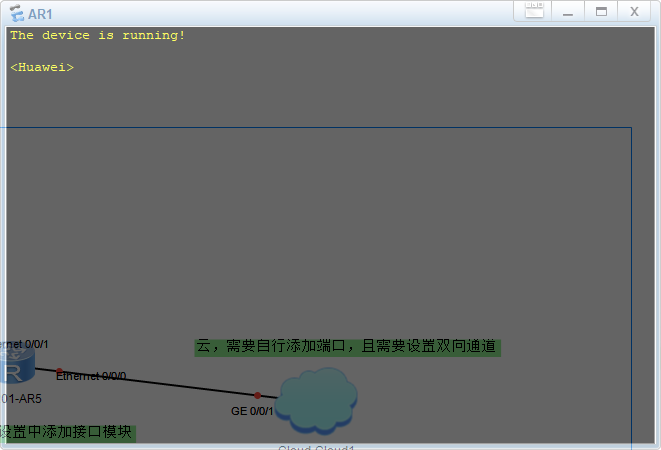 AR1
The device is running!
<Huawei>
ernet 0/0/1
云，需要自行添加端口，且需要设置双向通道
Ethernet 0/0/0
R
01-AR5
GE 0/0/1
设置中添加接口模块
Cloud-Cloud1